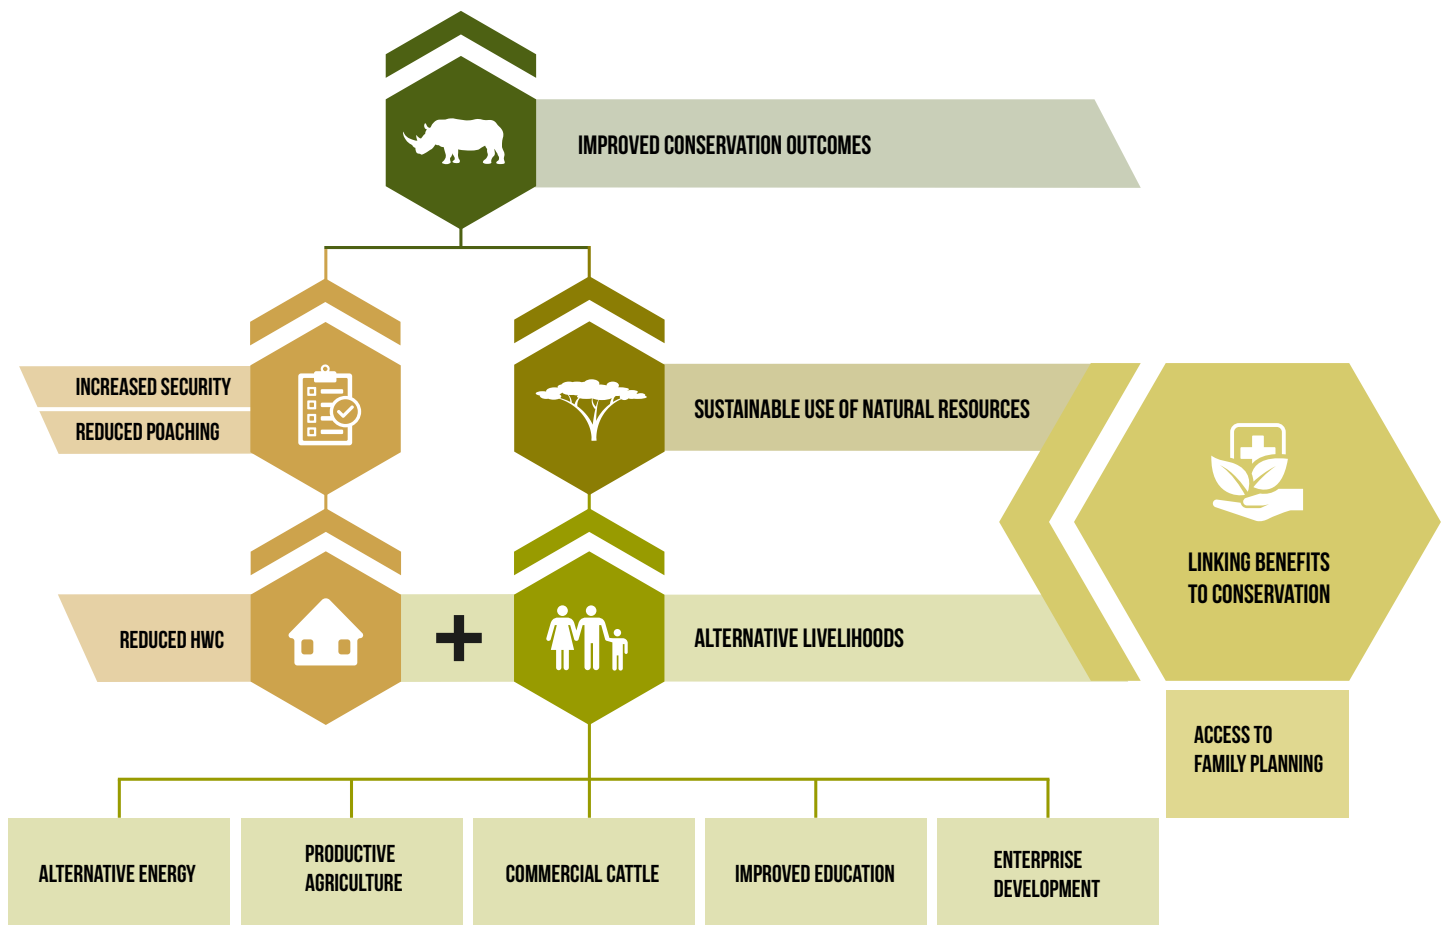 IMPROVED CONSERVATION OUTCOMES
INCREASED SECURITY
REDUCED POACHING
SUSTAINABLE USE OF NATURAL RESOURCES
LINKING BENEFITS
TO CONSERVATION
REDUCED HWC
+
ALTERNATIVE LIVELIHOODS
ACCESS TO
FAMILY PLANNING
ALTERNATIVE ENERGY
PRODUCTIVE
AGRICULTURE
COMMERCIAL CATTLE
IMPROVED EDUCATION
ENTERPRISE
DEVELOPMENT